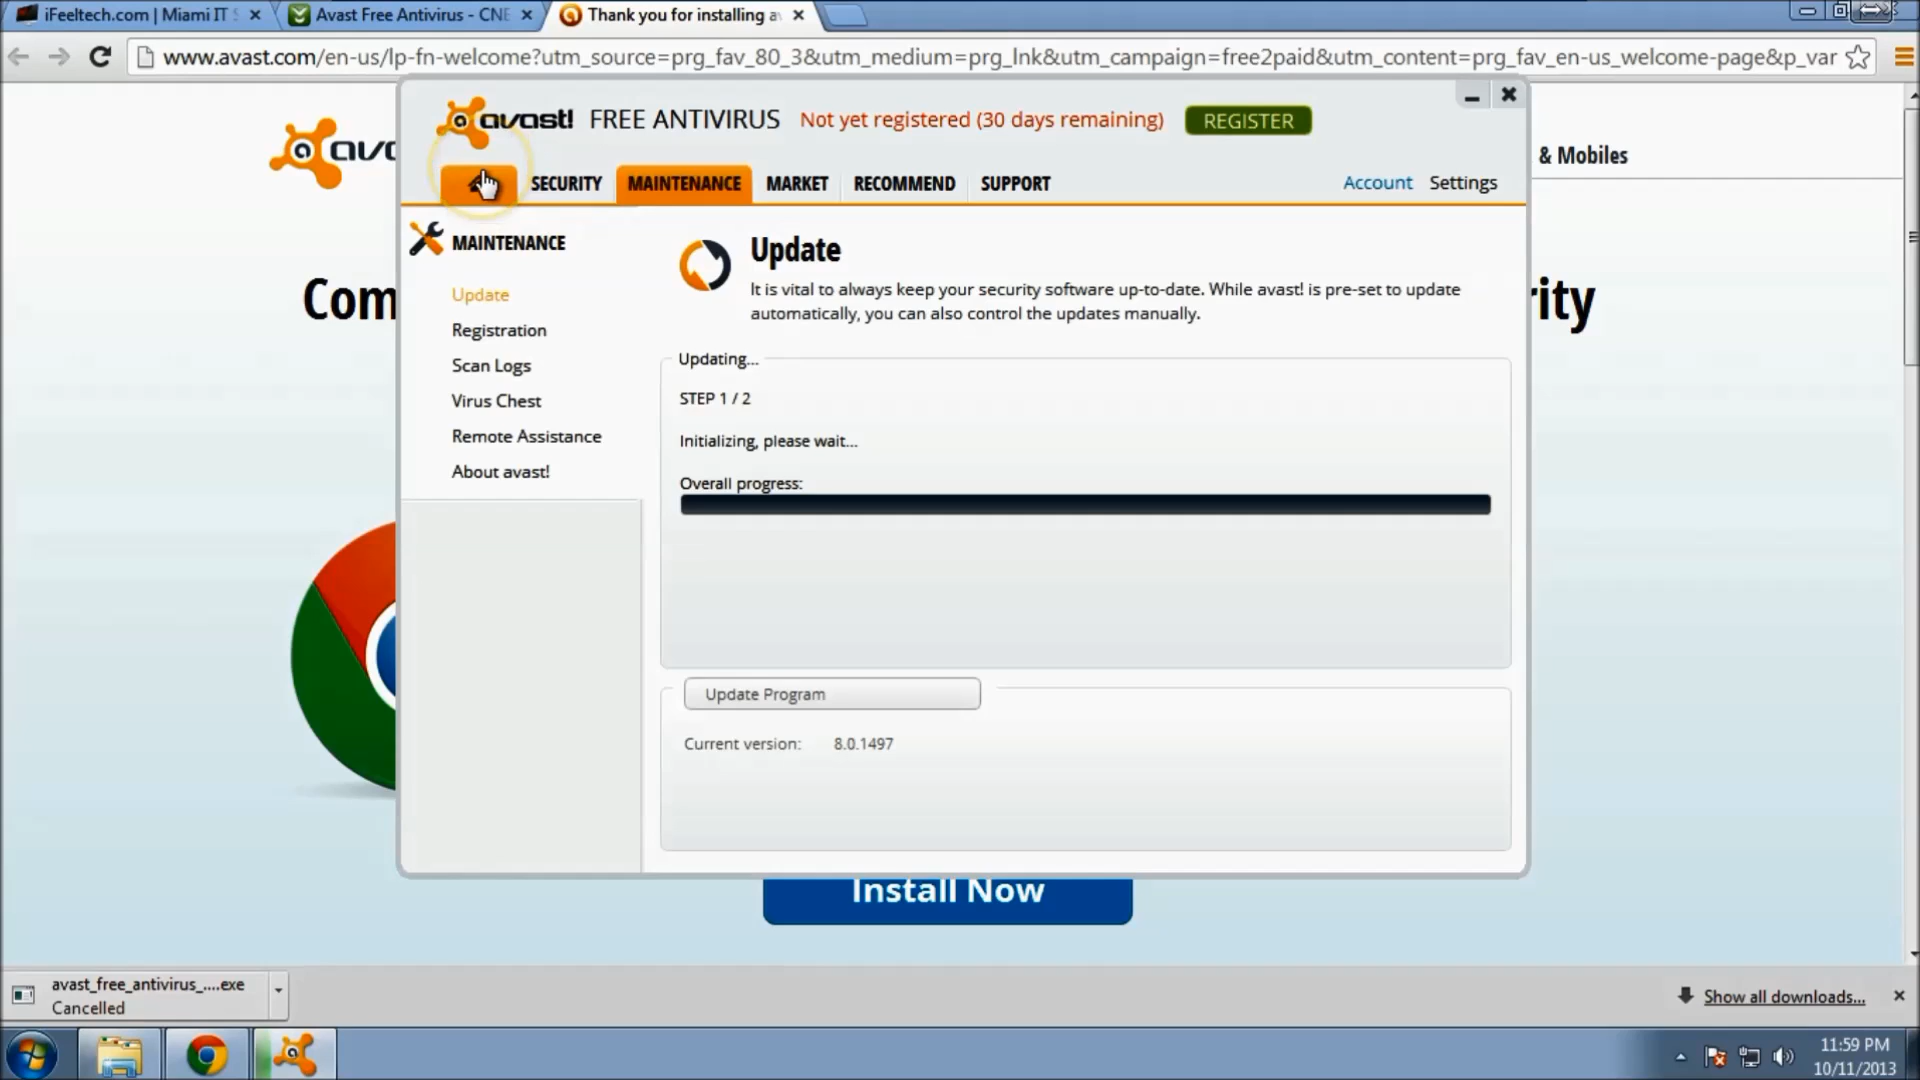 iFeeltech.com | Miami IT S
Avast Free Antivirus - CNE
Thank you for installing a
www.avast.com/en-us/lp-fn-welcome?utm_source=prg_fav_80_3&utm_medium=prg_lnk&utm_campaign=free2paid&utm_content=prg_fav_en-us_welcome-page&p_var
avast! FREE ANTIVIRUS Not yet registered (30 days remaining) REGISTER
ava
& Mobiles
SECURITY MAINTENANCE MARKET RECOMMEND SUPPORT Account Settings
MAINTENANCE
Update
Registration
Scan Logs
Virus Chest
Remote Assistance
About avast!
Update
It is vital to always keep your security software up-to-date. While avast! is pre-set to update
automatically, you can also control the updates manually.
Com
rity
Updating...
STEP 1 / 2
Initializing, please wait...
Overall progress:
Update Program
Current version: 8.0.1497
Install Now
avast_free_antivirus_....exe
Cancelled
Show all downloads...
11:59 PM
10/11/2013